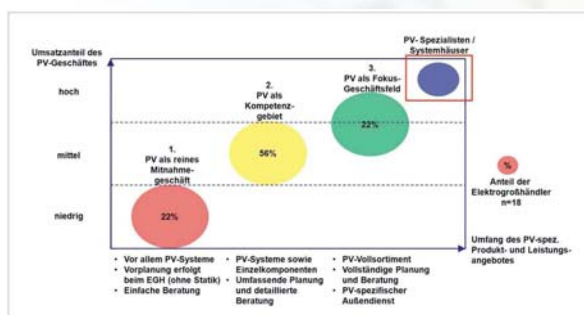 Umsatzanteil des
PV-Geschäftes
hoch
mittel
niedrig
1.
PV als reines
Mitnahme-
geschäft
22%
2.
PV als
Kompetenz-
gebiet
56%
3.
PV als Fokus-
Geschäftsfeld
22%
PV- Spezialisten /
Systemhäuser
%
Anteil der
Elektrogroßhändler
n=18
Umfang des PV-spez.
Produkt- und Leistungs-
angebotes
• Vor allem PV-Systeme
• Vorplanung erfolgt
beim EGH (ohne Statik)
• Einfache Beratung
• PV-Systeme sowie
Einzelkomponenten
• Umfassende Planung
und detaillierte
Beratung
• PV-Vollsortiment
• Vollständige Planung
und Beratung
• PV-spezifischer
Außendienst